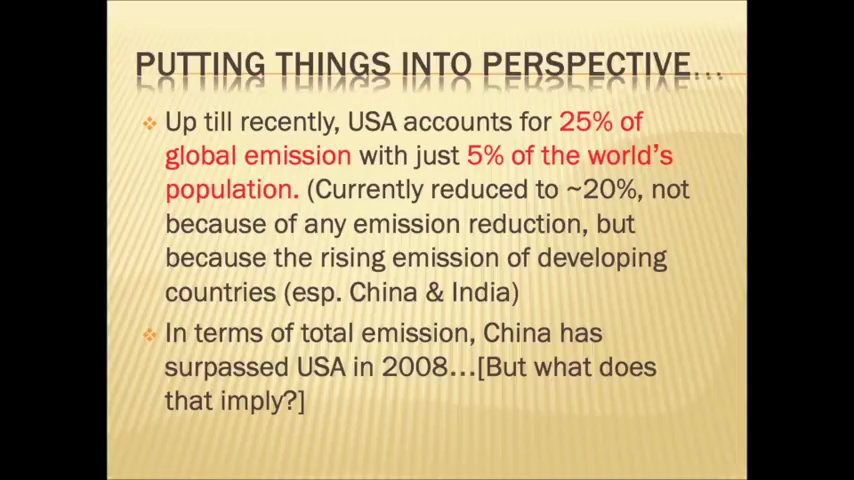 PUTTING THINGS INTO PERSPECTIVE...
Up till recently, USA accounts for 25% of
global emission with just 5% of the world's
population. (Currently reduced to ~20%, not
because of any emission reduction, but
because the rising emission of developing
countries (esp. China & India)
In terms of total emission, China has
surpassed USA in 2008...[But what does
that imply?]